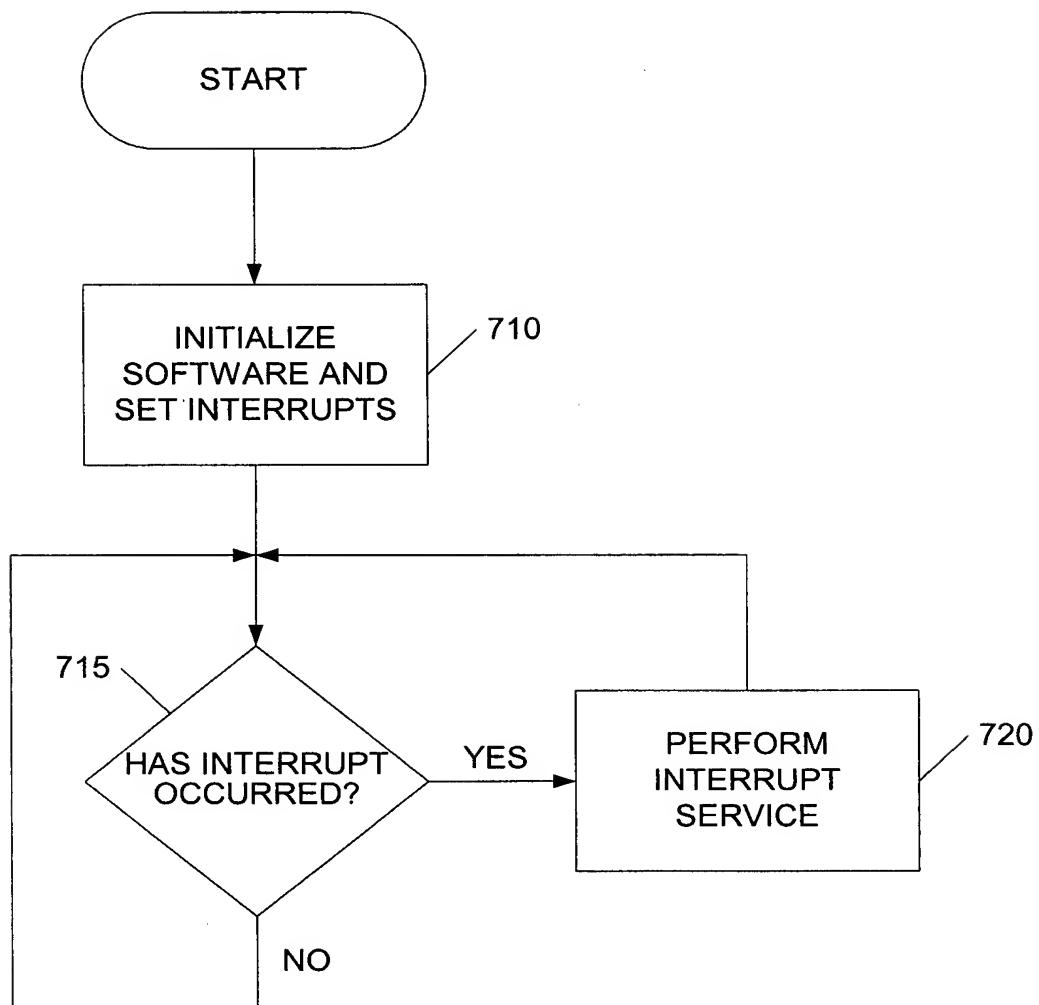 START
INITIALIZE
SOFTWARE AND
SET INTERRUPTS
710
715
HAS INTERRUPT
OCCURRED?
YES
PERFORM
INTERRUPT
SERVICE
720
NO